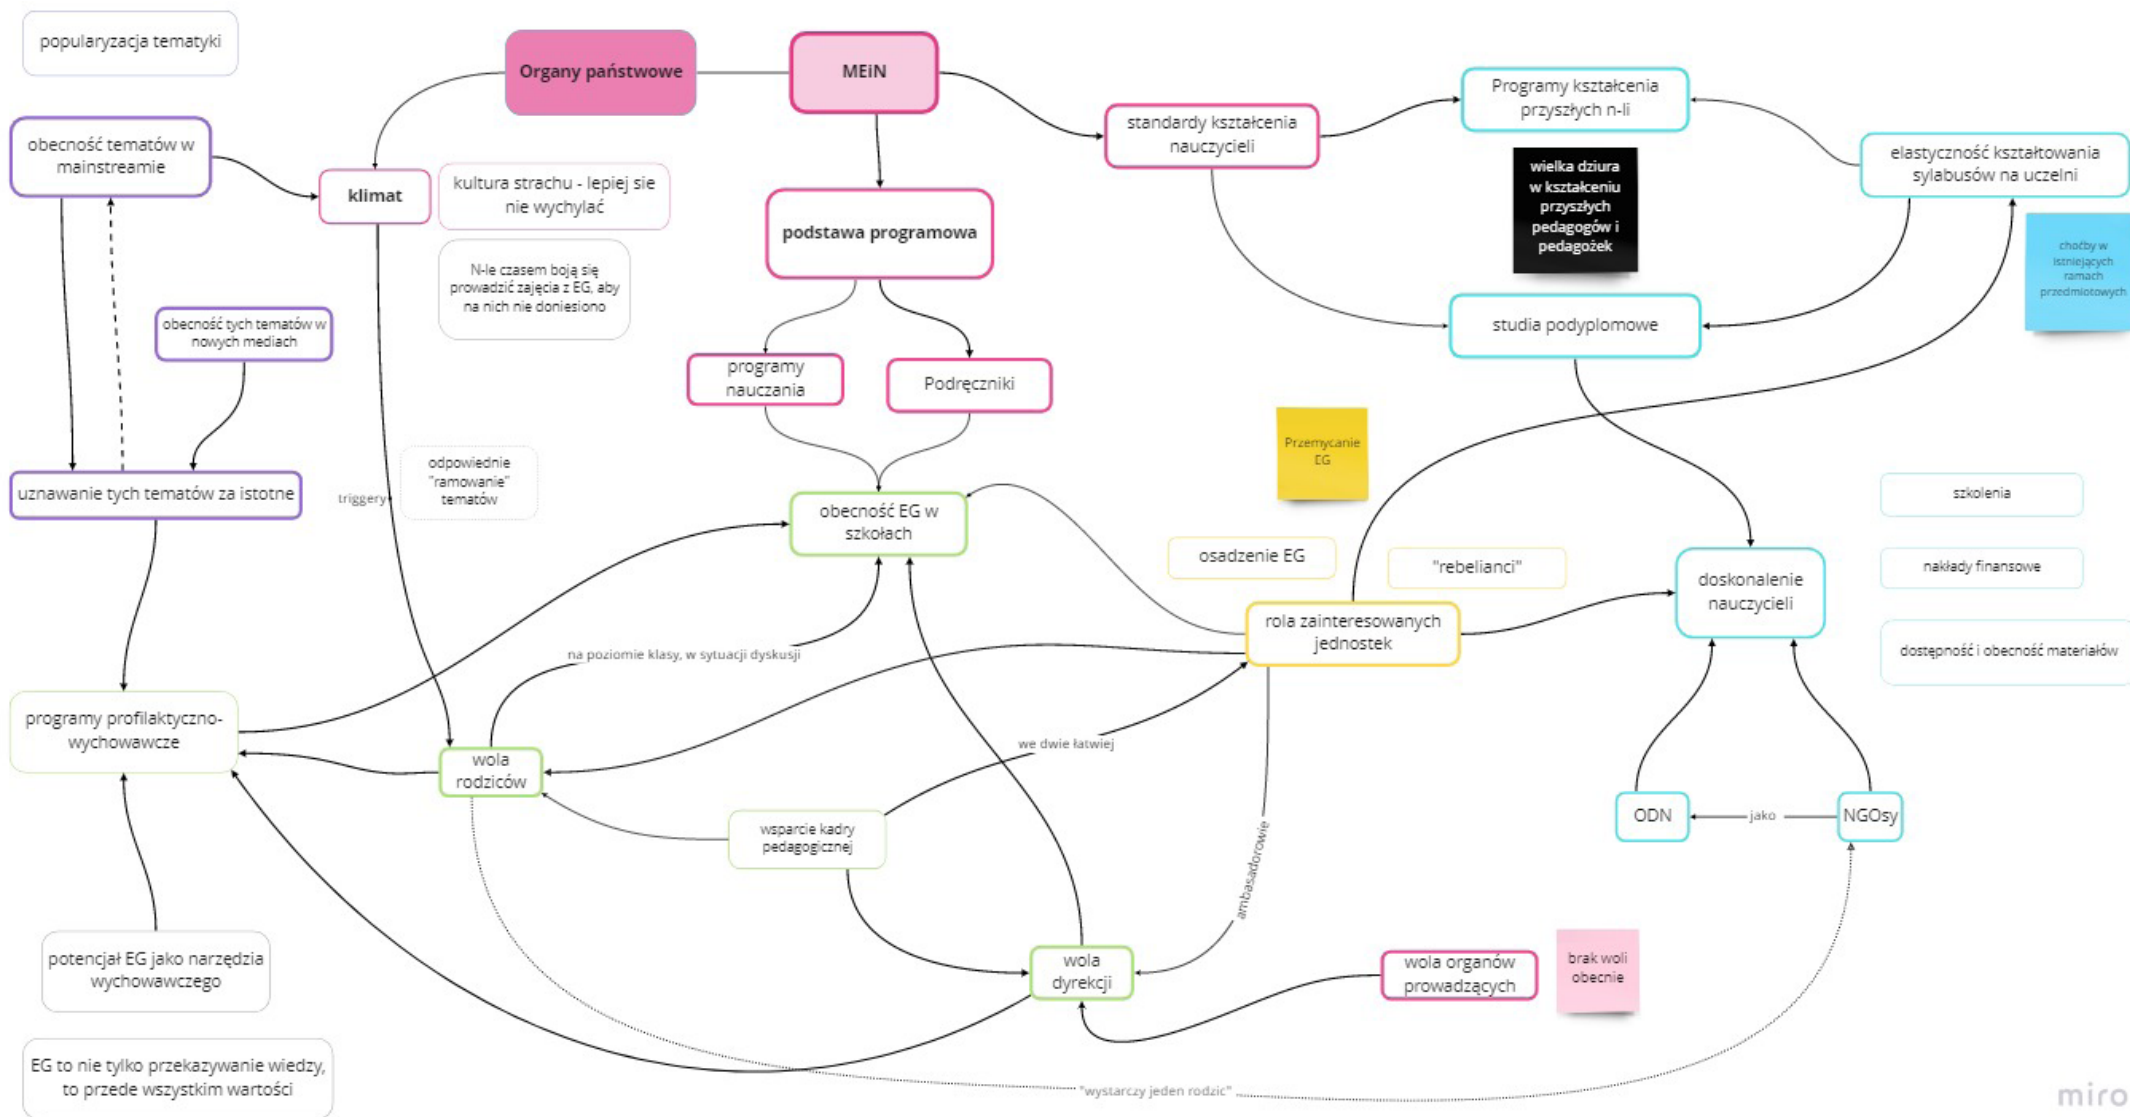 popularyzacja tematyki
Organy państwowe
MEiN
Programy kształcenia
przyszłych n-li
standardy kształcenia
nauczycieli
obecność tematów w
mainstreamie
elastyczność kształtowania
sylabusów na uczelni
wielka dziura
w kształceniu
przyszłych
pedagogów i
pedagożek
klimat
kultura strachu - lepiej sie
nie wychylać
podstawa programowa
choćby w
istniejących
ramach
przedmiotowych
N-le czasem boją się
prowadzić zajęcia z EG, aby
na nich nie doniesiono
obecność tych tematów w
nowych mediach
studia podyplomowe
programy
nauczania
Podręczniki
Przemycanie
EG
odpowiednie
"ramowanie"
tematów
uznawanie tych tematów za istotne
triggery
obecność EG w
szkołach
szkolenia
osadzenie EG
"rebelianci"
nakłady finansowe
doskonalenie
nauczycieli
rola zainteresowanych
jednostek
dostępność i obecność materiałów
na poziomie klasy, w sytuacji dyskusji
programy profilaktyczno-
wychowawcze
we dwie łatwiej
wola
rodziców
wsparcie kadry
pedagogicznej
ODN
jako
NGOsy
ambasadorowie
potencjał EG jako narzędzia
wychowawczego
wola
dyrekcji
wola organów
prowadzących
brak woli
obecnie
EG to nie tylko przekazywanie wiedzy,
to przede wszystkim wartości
"wystarczy jeden rodzic"
miro